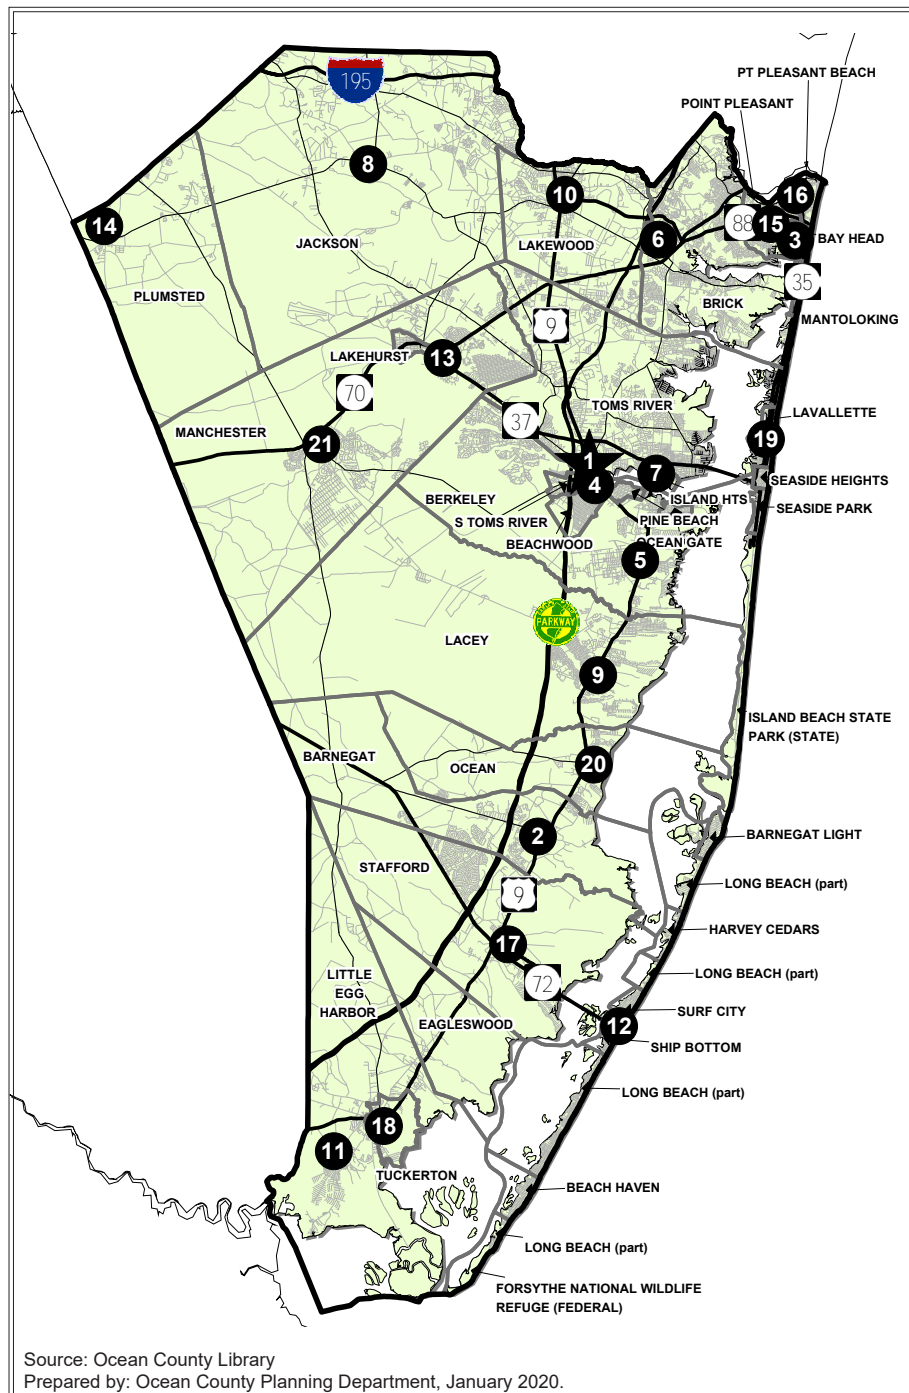 PT PLEASANT BEACH
POINT PLEASANT
195
8
10
16
14
88
15
6
3
BAY HEAD
JACKSON
LAKEWOOD
35
PLUMSTED
BRICK
MANTOLOKING
9
LAKEHURST
13
70
TOMS RIVER
LAVALLETTE
37
MANCHESTER
21
19
1
7
SEASIDE HEIGHTS
4
BERKELEY
ISLAND HTS
SEASIDE PARK
S TOMS RIVER
PINE BEACH
BEACHWOOD
OCEAN GATE
5
PARKWAY
LACEY
9
ISLAND BEACH STATE
PARK (STATE)
BARNEGAT
OCEAN
20
2
BARNEGAT LIGHT
STAFFORD
LONG BEACH (part)
9
HARVEY CEDARS
17
LONG BEACH (part)
LITTLE
EGG
HARBOR
72
SURF CITY
EAGLESWOOD
12
SHIP BOTTOM
LONG BEACH (part)
18
11
TUCKERTON
BEACH HAVEN
LONG BEACH (part)
FORSYTHE NATIONAL WILDLIFE
REFUGE (FEDERAL)
Source: Ocean County Library
Prepared by: Ocean County Planning Department, January 2020.